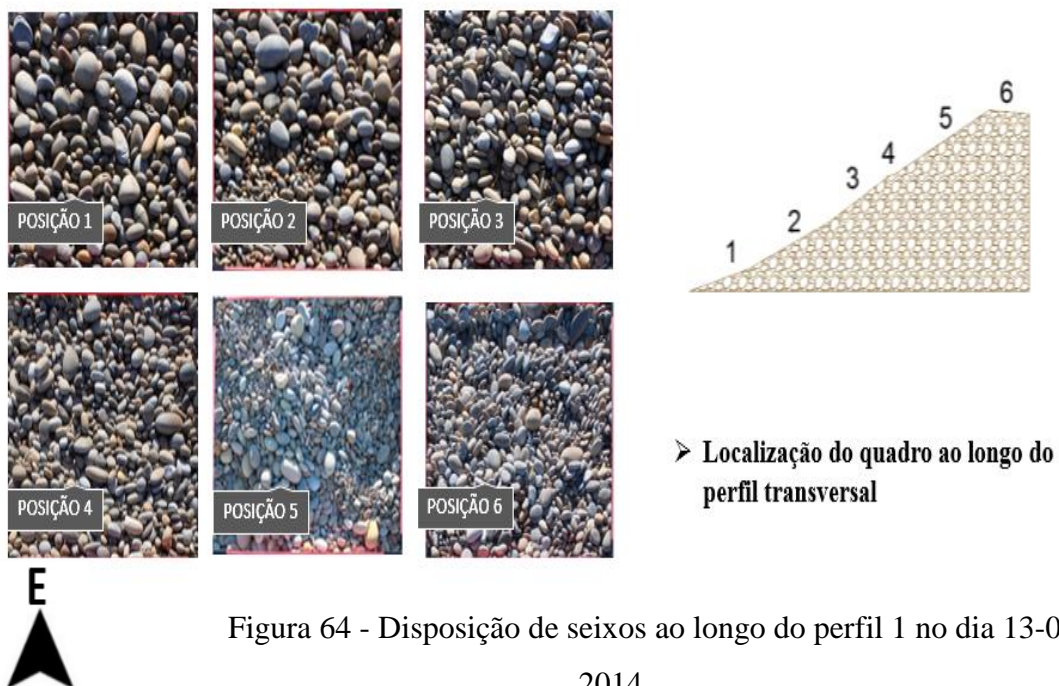 POSIÇÃO 1
POSIÇÃO 2
POSIÇÃO 3
6
5
4
3
2
1
POSIÇÃO 4
POSIÇÃO 5
POSIÇÃO 6
➢ Localização do quadro ao longo do
perfil transversal
E
Figura 64 - Disposição de seixos ao longo do perfil 1 no dia 13-0
2014